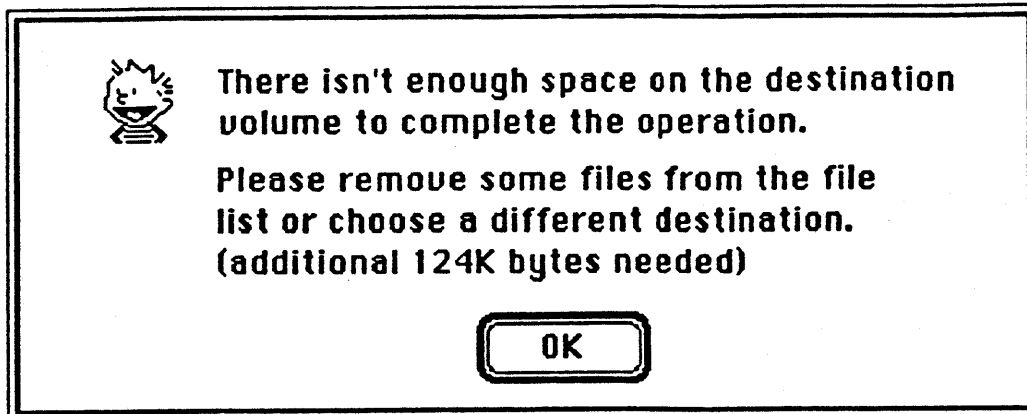 There isn't enough space on the destination
volume to complete the operation.
Please remove some files from the file
list or choose a different destination.
(additional 124K bytes needed)
OK